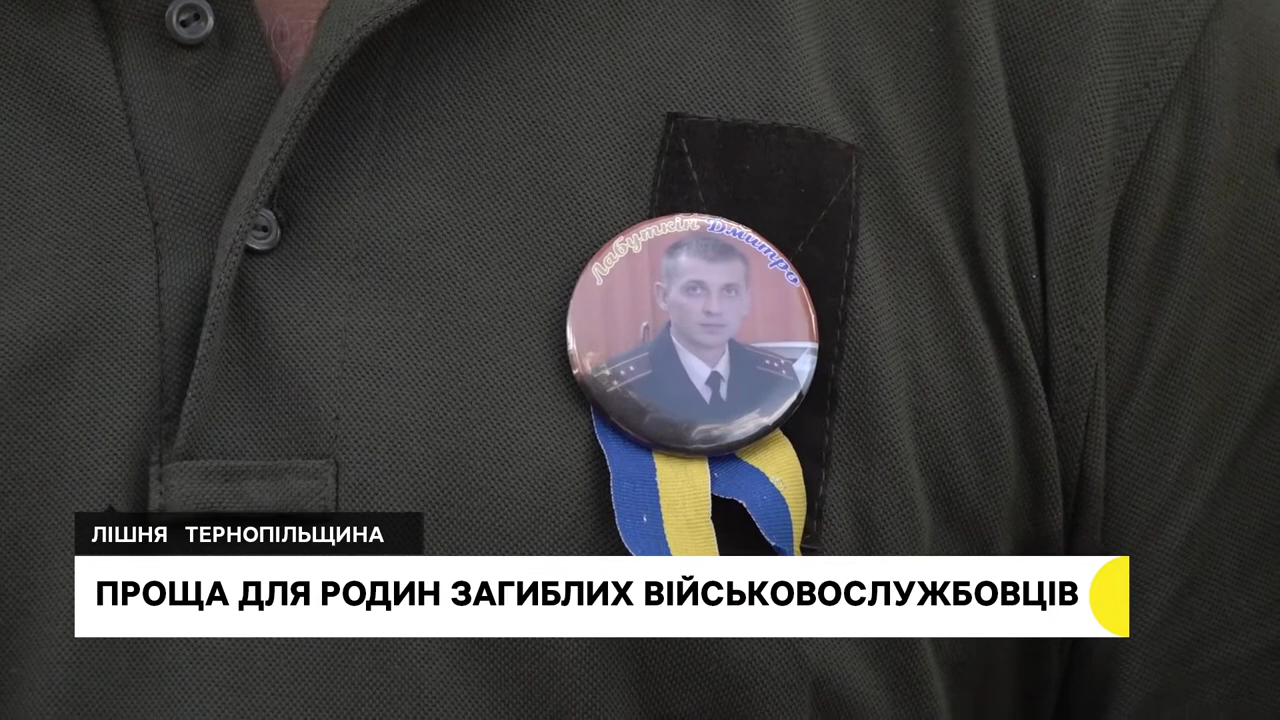 Лабуткін Дмитро
ЛІШНЯ ТЕРНОПІЛЬЩИНА
ПРОЩА ДЛЯ РОДИН ЗАГИБЛИХ ВІЙСЬКОВОСЛУЖБОВЦІВ